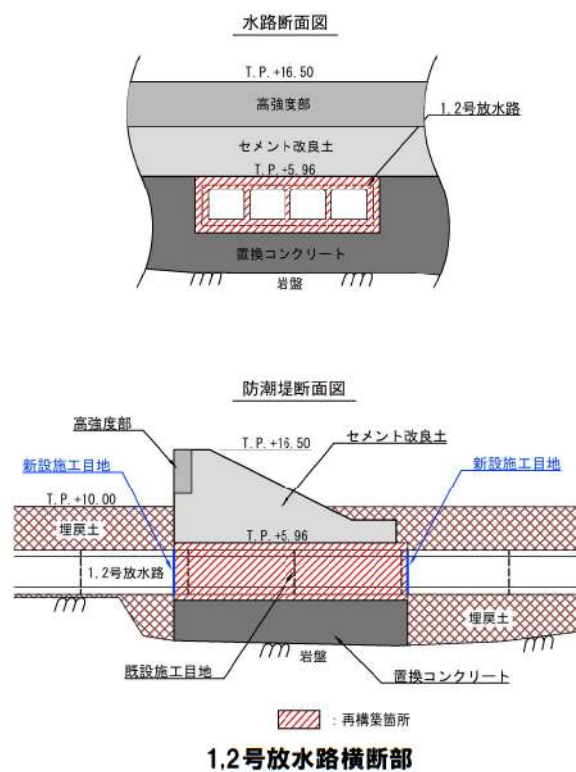 水路断面図
T.P.+16.50
高強度部
1,2号放水路
セメント改良土
T.P.+5.96
置換コンクリート
岩盤
防潮堤断面図
高強度部
T.P.+16.50
セメント改良土
新設施工目地
新設施工目地
T.P.+10.00
埋戻土
T.P.+5.96
1,2号放水路
埋戻土
岩盤
既設施工目地
置換コンクリート
：再構築箇所
1,2号放水路横断部